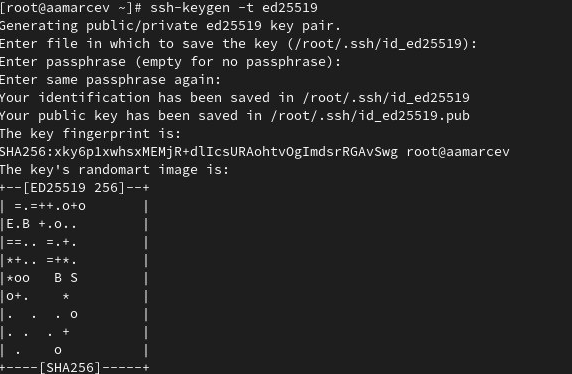 [root@aamarcev ~]# ssh-keygen -t ed25519
Generating public/private ed25519 key pair.
Enter file in which to save the key (/root/.ssh/id_ed25519):
Enter passphrase (empty for no passphrase):
Enter same passphrase again:
Your identification has been saved in /root/.ssh/id_ed25519
Your public key has been saved in /root/.ssh/id_ed25519.pub
The key fingerprint is:
SHA256:xky6p1xwhsxMEMjR+dlIcsURAohtvOgImdsrRGAvSwg root@aamarcev
The key's randomart image is:
+--[ED25519 256]--+
| =.=++.o+o       |
|E.B +.o..        |
|==.. =.+.        |
|*+.. =+*.        |
|*oo   B S        |
|o+.    *         |
|.  .  . o        |
|. .  . +         |
| .    o          |
+----[SHA256]-----+